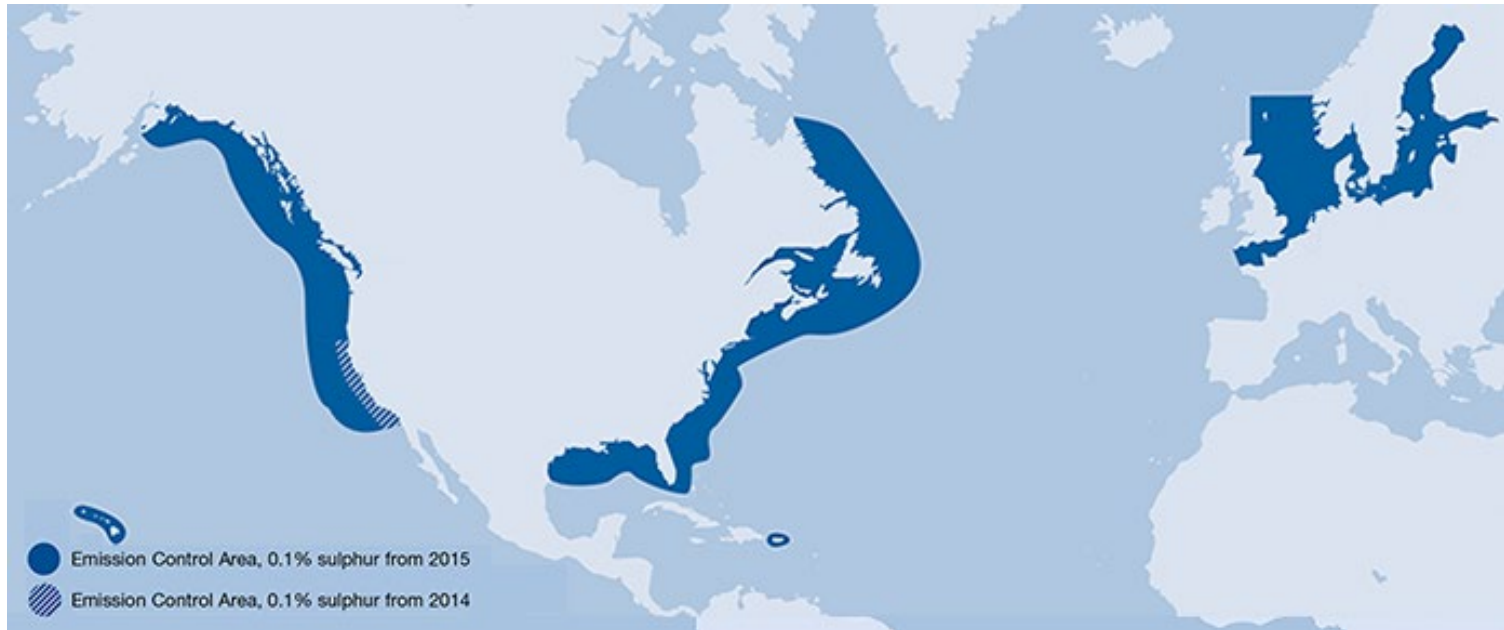 Emission Control Area, 0.1% sulphur from 2015
Emission Control Area, 0.1% sulphur from 2014